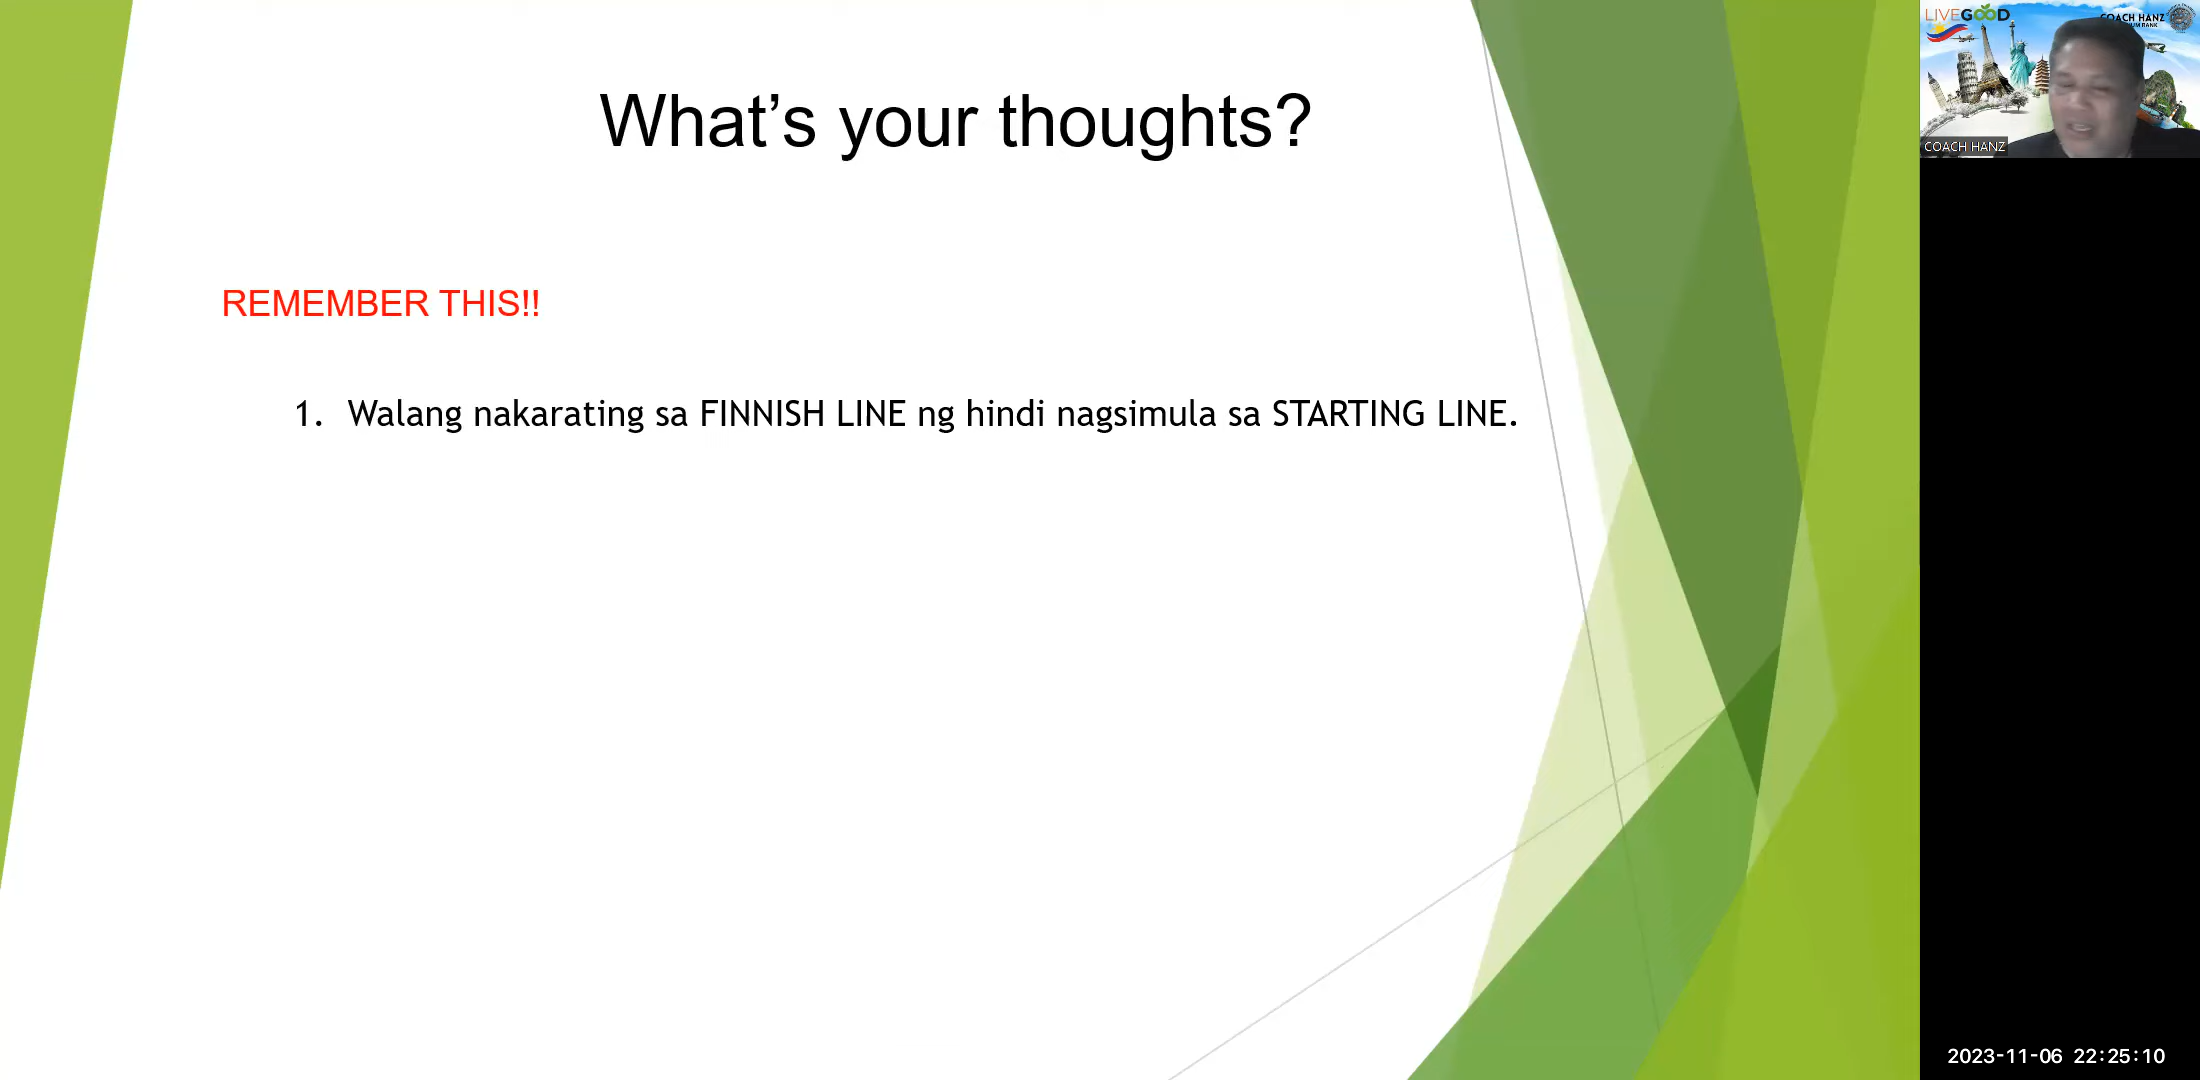 What's your thoughts?
REMEMBER THIS!!
1. Walang nakarating sa FINNISH LINE ng hindi nagsimula sa STARTING LINE.
LIVEGOOD
COACH HANZ
COACH HANZ
2023-11-06 22:25:10